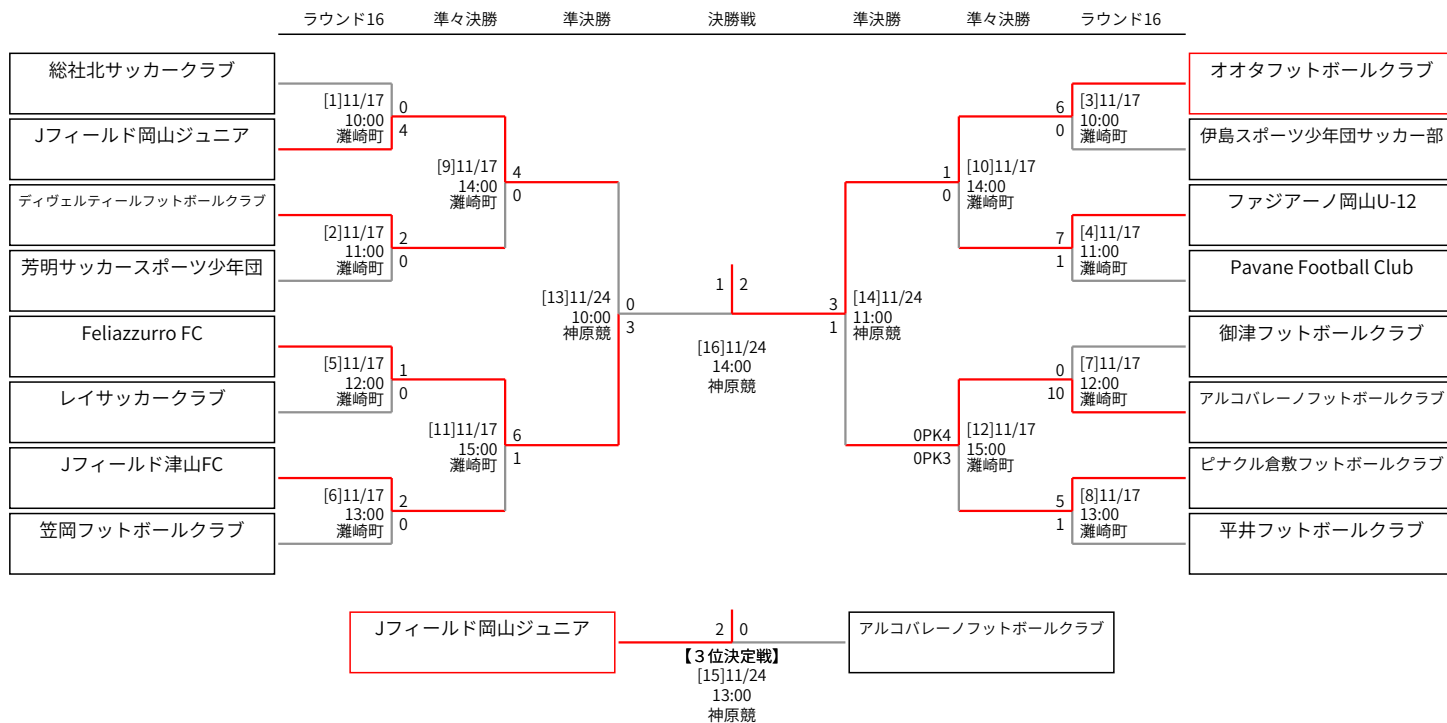 ラウンド16 準々決勝 準決勝 決勝戦 準決勝 準々決勝 ラウンド16
総社北サッカークラブ
Jフィールド岡山ジュニア
ディヴェルティールフットボールクラブ
芳明サッカースポーツ少年団
Feliazzurro FC
レイサッカークラブ
Jフィールド津山FC
笠岡フットボールクラブ
[1]11/17
10:00
灘崎町
0
4
[2]11/17
11:00
灘崎町
2
0
[5]11/17
12:00
灘崎町
1
0
[6]11/17
13:00
灘崎町
2
0
[9]11/17
14:00
灘崎町
4
0
[11]11/17
15:00
灘崎町
6
1
[13]11/24
10:00
神原競
0
3
1 2
[16]11/24
14:00
神原競
3
1
[14]11/24
11:00
神原競
1
0
[10]11/17
14:00
灘崎町
0PK4
0PK3
[12]11/17
15:00
灘崎町
6
0
[3]11/17
10:00
灘崎町
7
1
[4]11/17
11:00
灘崎町
0
10
[7]11/17
12:00
灘崎町
5
1
[8]11/17
13:00
灘崎町
オオタフットボールクラブ
伊島スポーツ少年団サッカー部
ファジアーノ岡山U-12
Pavane Football Club
御津フットボールクラブ
アルコバレーノフットボールクラブ
ピナクル倉敷フットボールクラブ
平井フットボールクラブ
Jフィールド岡山ジュニア
2 0
アルコバレーノフットボールクラブ
【３位決定戦】
[15]11/24
13:00
神原競